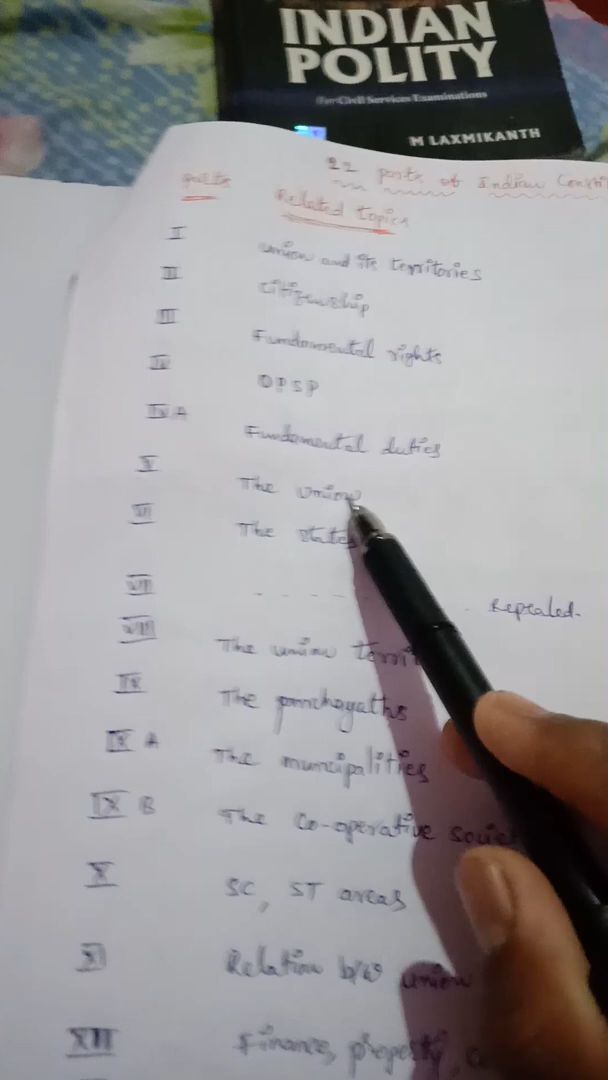 INDIAN
POLITY
For Civil Services Examinations
M LAXMIKANTH
22 parts of Indian Consti
parts Related topics
I Union and its territories
II Citizenship
III Fundamental rights
IV DPSP
IV A Fundamental duties
V The Union
VI The states
VII - - - - - Repealed.
VIII The union terri
IX The panchayaths
IX A The muncipalities
IX B The Co-operative socie
X SC, ST areas
XI Relation b/w union
XII Finance, property, c